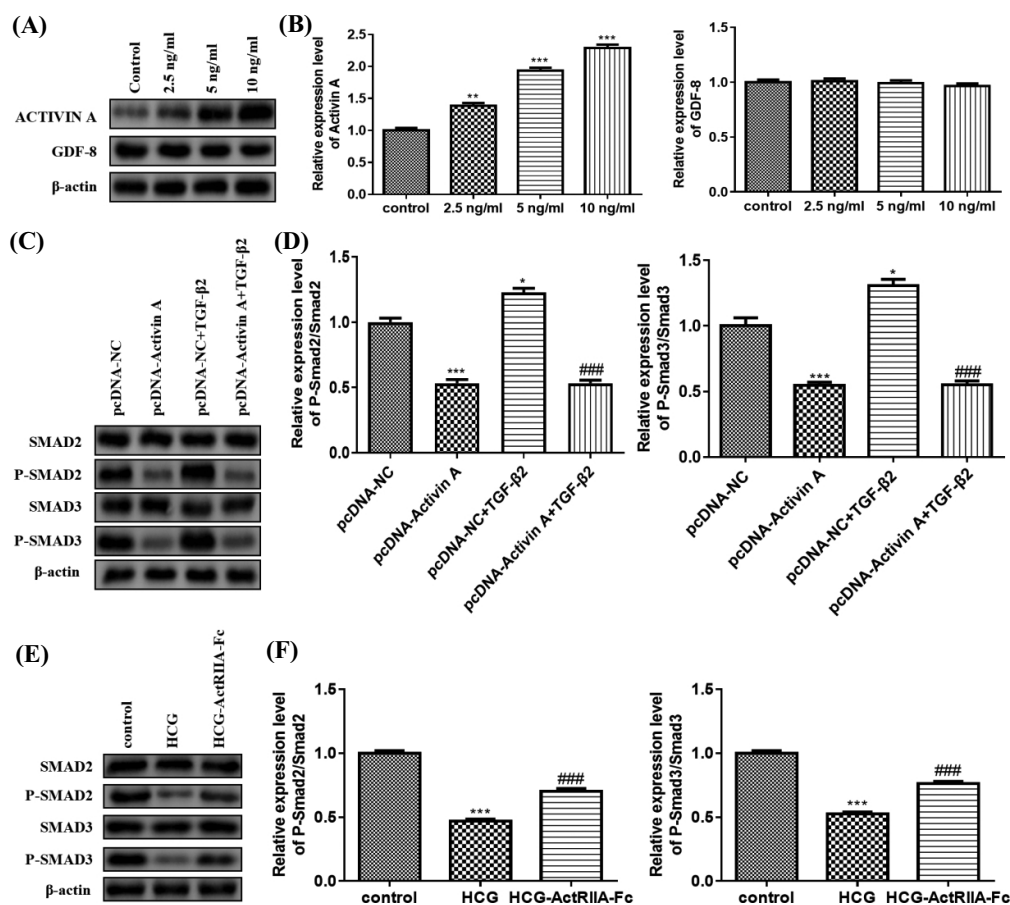 (A)
Control
2.5 ng/ml
5 ng/ml
10 ng/ml
ACTIVIN A
GDF-8
β-actin
(B)
Relative expression level
of Activin A
2.5
2.0
1.5
1.0
0.5
0.0
**
***
***
control
2.5 ng/ml
5 ng/ml
10 ng/ml
Relative expression level
of GDF-8
1.5
1.0
0.5
0.0
control
2.5 ng/ml
5 ng/ml
10 ng/ml
(C)
pcDNA-NC
pcDNA-Activin A
pcDNA-NC+TGF-β2
pcDNA-Activin A+TGF-β2
SMAD2
P-SMAD2
SMAD3
P-SMAD3
β-actin
(D)
Relative expression level
of P-Smad2/Smad2
1.5
1.0
0.5
0.0
***
*
###
pcDNA-NC
pcDNA-Activin A
pcDNA-NC+TGF-β2
pcDNA-Activin A+TGF-β2
Relative expression level
of P-Smad3/Smad3
1.5
1.0
0.5
0.0
***
*
###
pcDNA-NC
pcDNA-Activin A
pcDNA-NC+TGF-β2
pcDNA-Activin A+TGF-β2
(E)
control
HCG
HCG-ActRIIA-Fc
SMAD2
P-SMAD2
SMAD3
P-SMAD3
β-actin
(F)
Relative expression level
of P-Smad2/Smad2
1.5
1.0
0.5
0.0
***
###
control
HCG
HCG-ActRIIA-Fc
Relative expression level
of P-Smad3/Smad3
1.5
1.0
0.5
0.0
***
###
control
HCG
HCG-ActRIIA-Fc